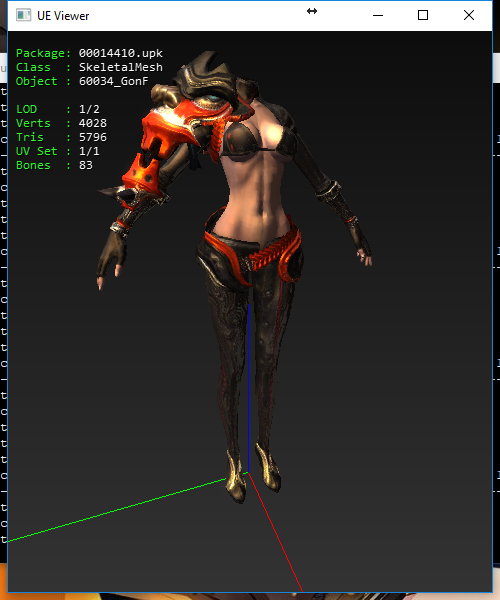 UE Viewer
Package: 00014410.upk
Class : SkeletalMesh
Object : 60034_GonF
LOD : 1/2
Verts : 4028
Tris : 5796
UV Set : 1/1
Bones : 83